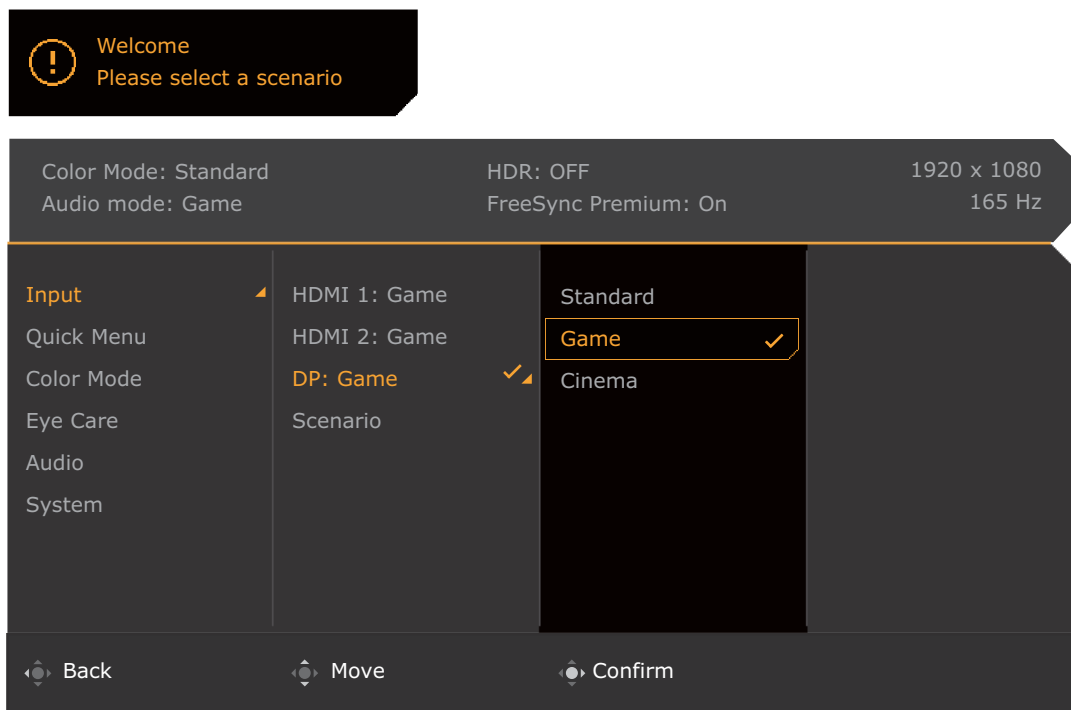 Welcome
Please select a scenario
Color Mode: Standard
HDR: OFF
1920 x 1080
Audio mode: Game
FreeSync Premium: On
165 Hz
Input
Quick Menu
Color Mode
Eye Care
Audio
System
HDMI 1: Game
HDMI 2: Game
DP: Game
Scenario
Standard
Game
Cinema
Back
Move
Confirm